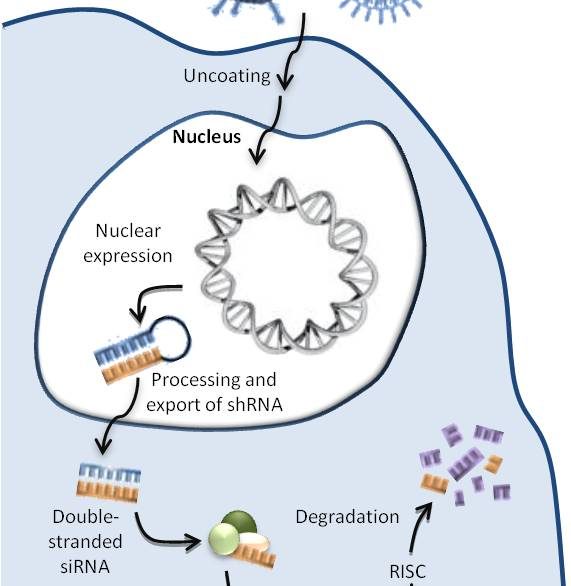 Uncoating
Nucleus
Nuclear
expression
Processing and
export of shRNA
Double-
stranded
siRNA
Degradation
RISC